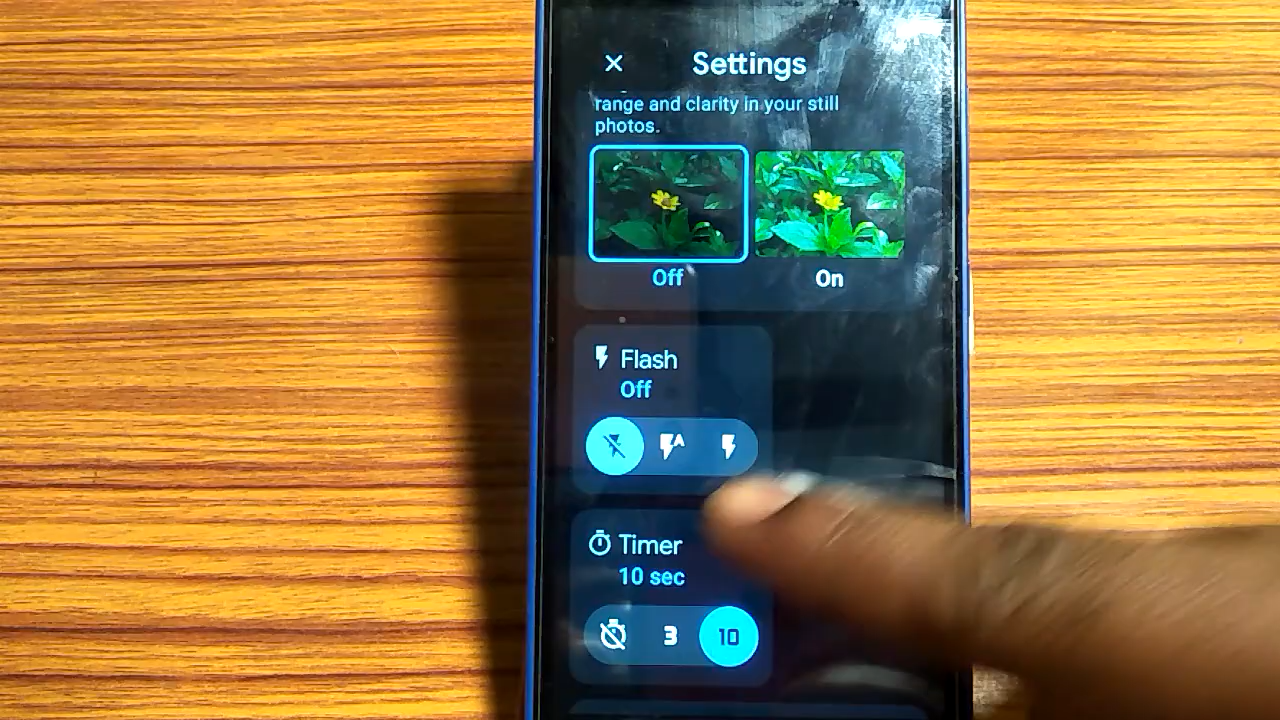 Settings
range and clarity in your still
photos.
Off
On
Flash
Off
A
Timer
10 sec
3
10